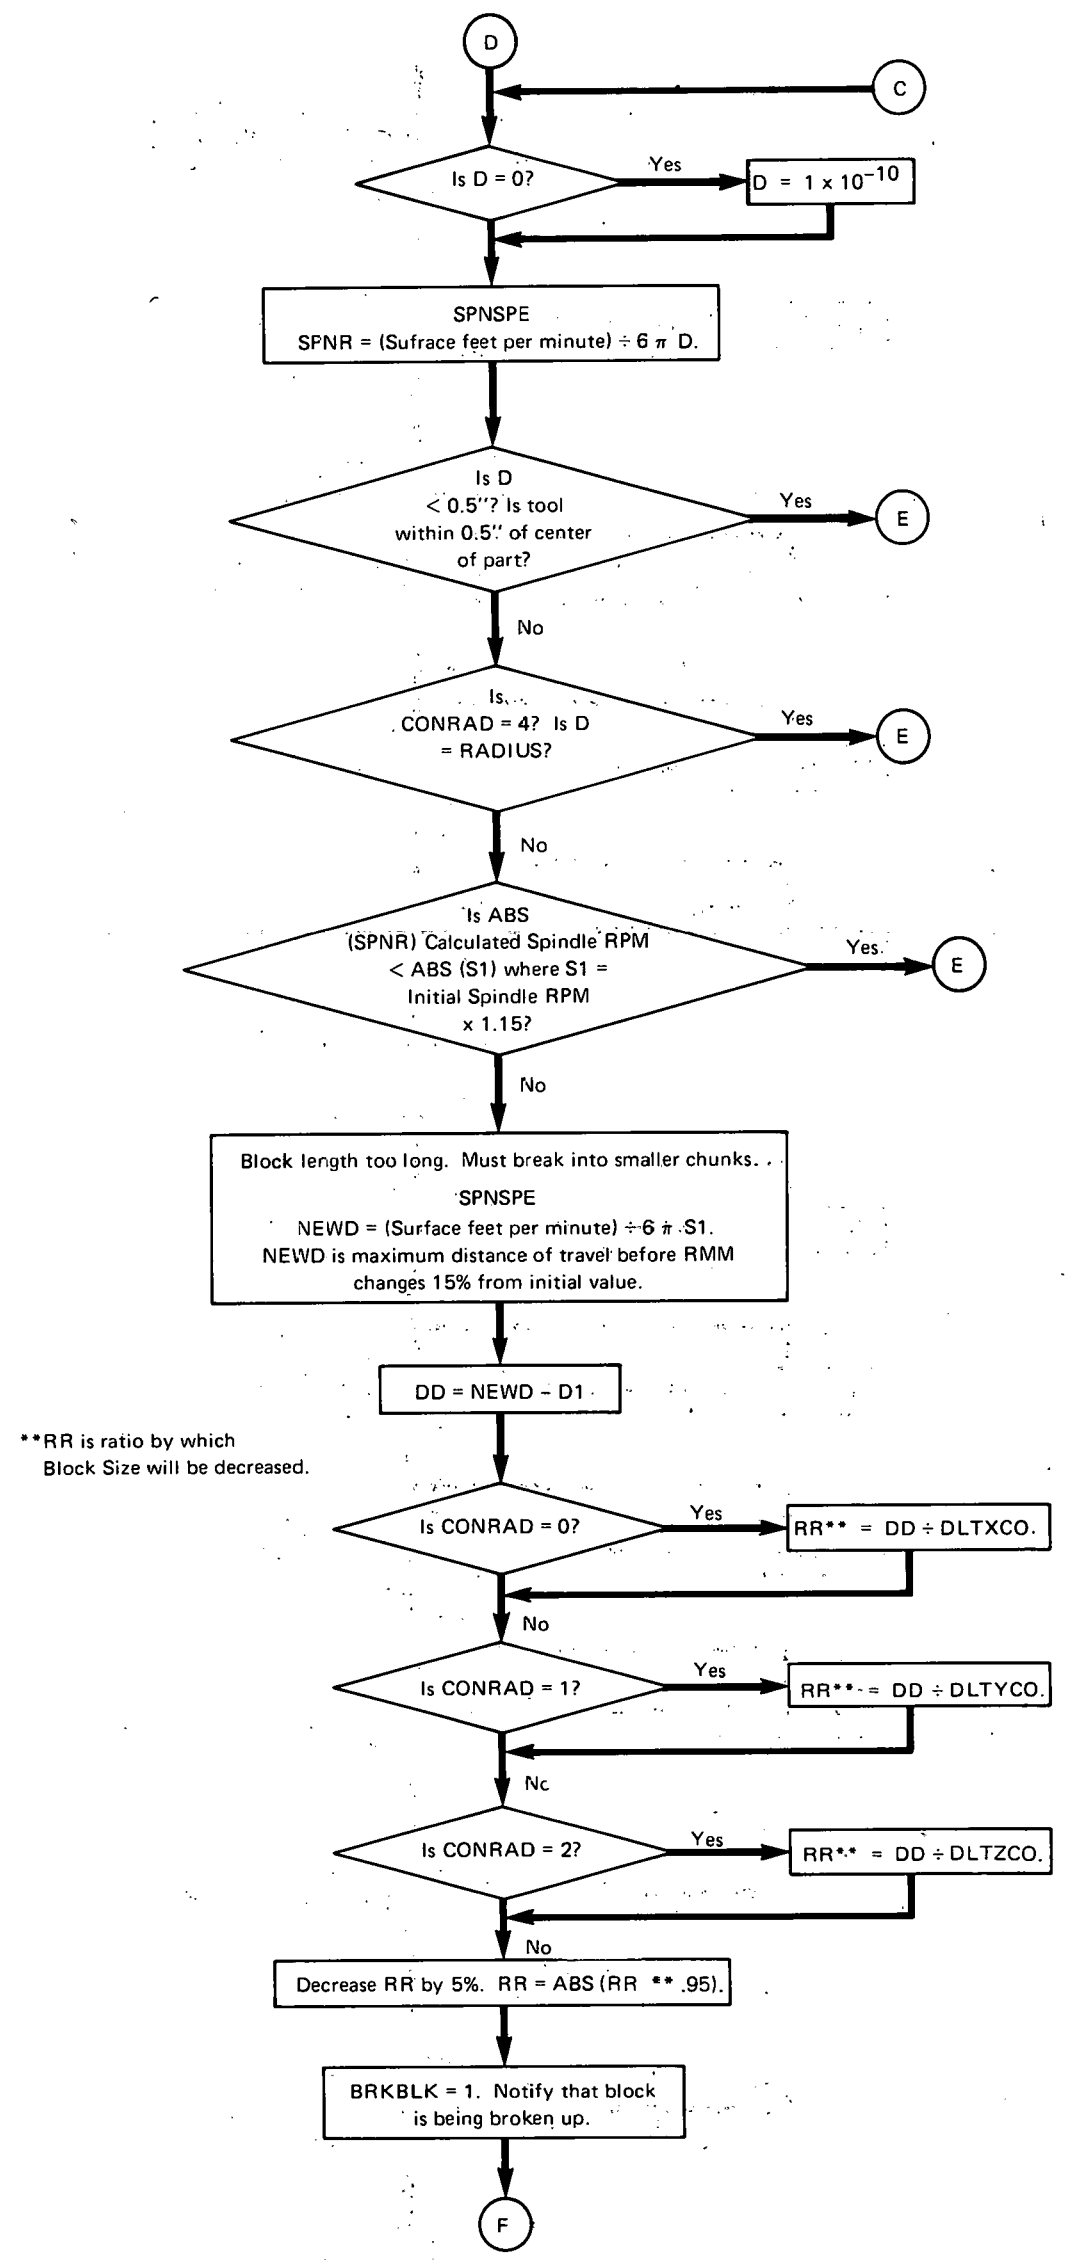 D
C
Is D = 0?
Yes
D = 1 x 10⁻¹⁰
SPNSPE
SPNR = (Sufrace feet per minute) ÷ 6 π D.
Is D
< 0.5"? Is tool
within 0.5" of center
of part?
Yes
E
No
Is
CONRAD = 4? Is D
= RADIUS?
Yes
E
No
Is ABS
(SPNR) Calculated Spindle RPM
< ABS (S1) where S1 =
Initial Spindle RPM
x 1.15?
Yes
E
No
Block length too long. Must break into smaller chunks.
SPNSPE
NEWD = (Surface feet per minute) ÷ 6 π S1.
NEWD is maximum distance of travel before RMM
changes 15% from initial value.
DD = NEWD – D1
**RR is ratio by which
Block Size will be decreased.
Is CONRAD = 0?
Yes
RR** = DD ÷ DLTXCO.
No
Is CONRAD = 1?
Yes
RR** = DD ÷ DLTYCO.
No
Is CONRAD = 2?
Yes
RR** = DD ÷ DLTZCO.
No
Decrease RR by 5%. RR = ABS (RR ** .95).
BRKBLK = 1. Notify that block
is being broken up.
F